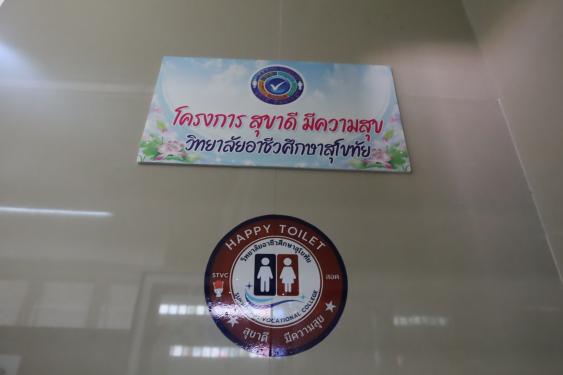 โครงการ สุขาดี มีความสุข
วิทยาลัยอาชีวศึกษาสุโขทัย
HAPPY TOILET
วิทยาลัยอาชีวศึกษาสุโขทัย
STVC
สอศ
VOCATIONAL COLLEGE
สุขาดี มีความสุข